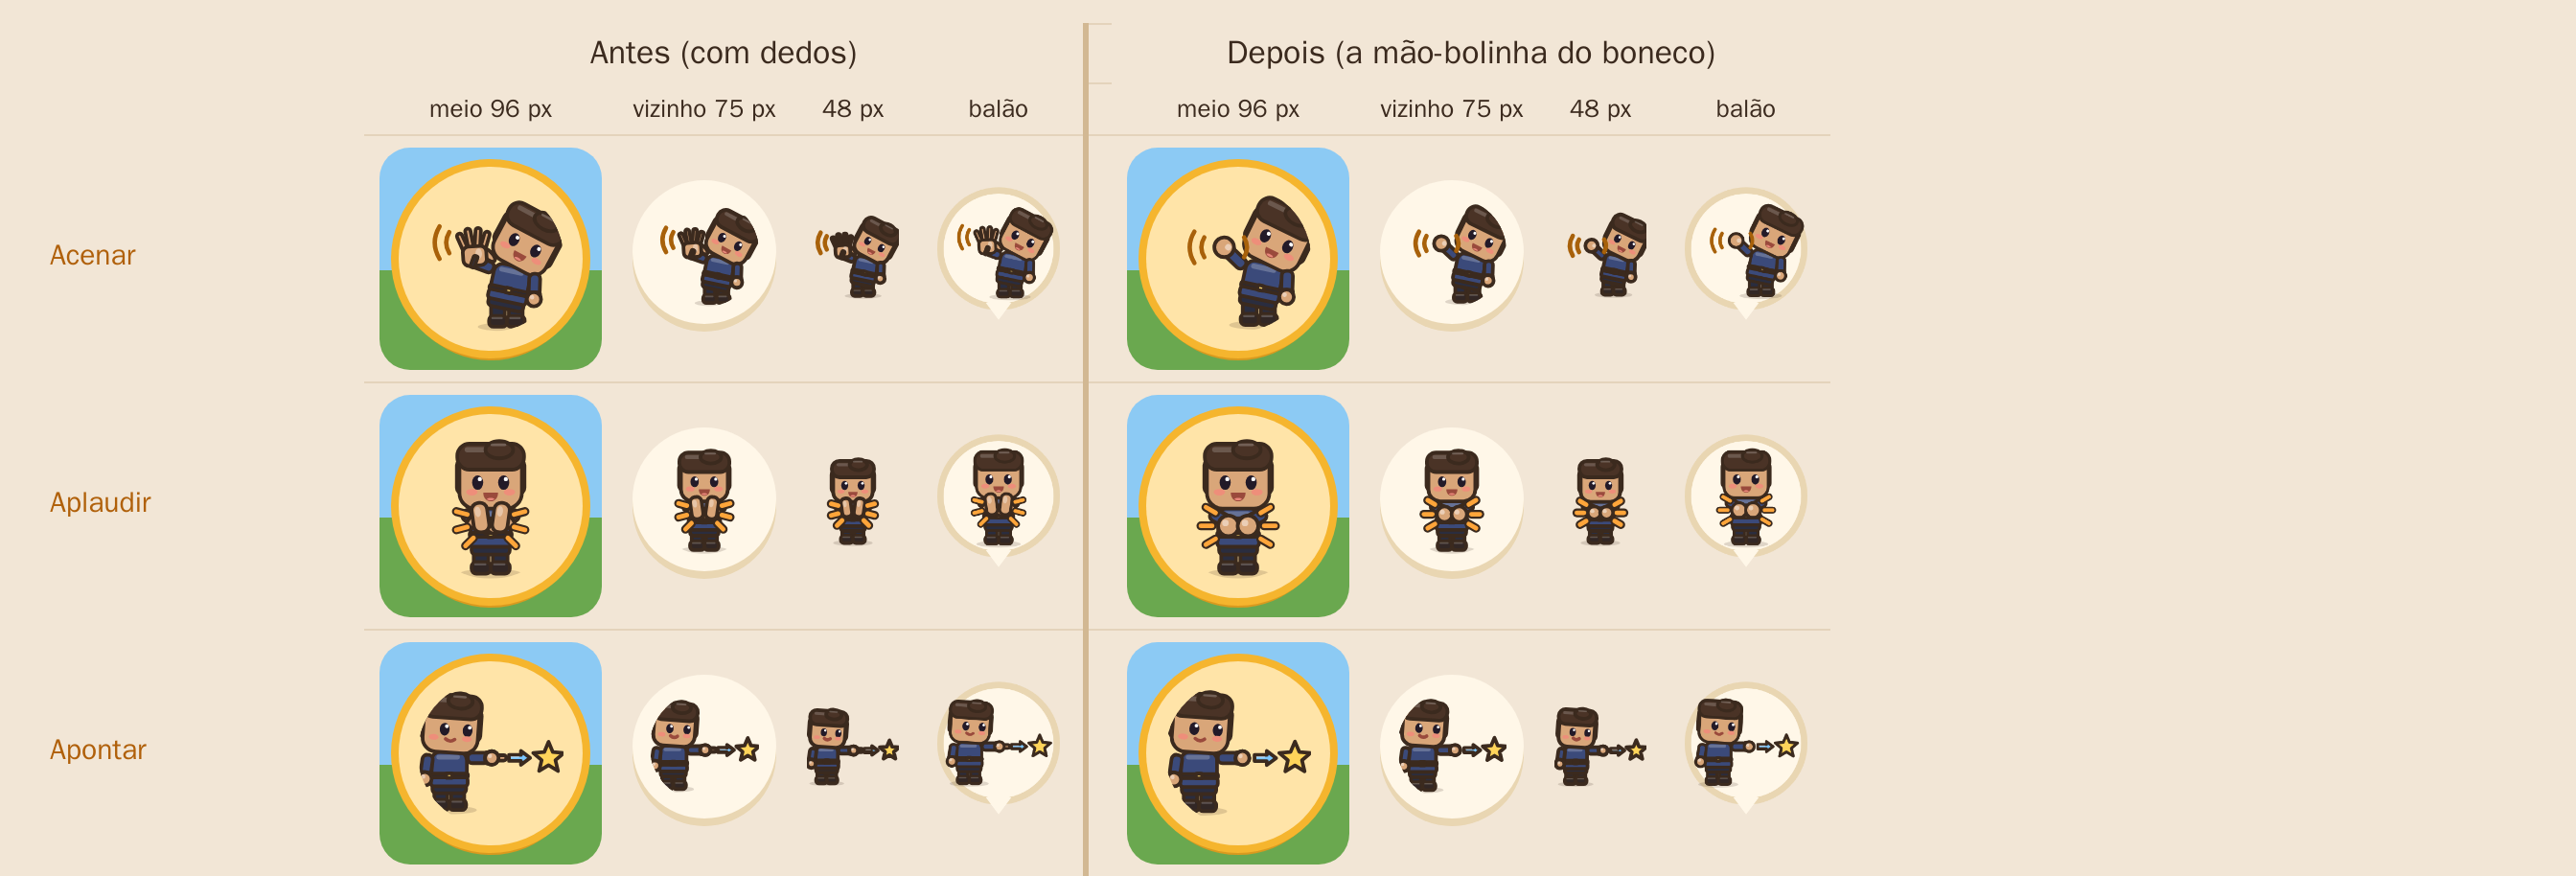 Antes (com dedos)
Depois (a mão-bolinha do boneco)
meio 96 px
vizinho 75 px
48 px
balão
meio 96 px
vizinho 75 px
48 px
balão
Acenar
Aplaudir
Apontar